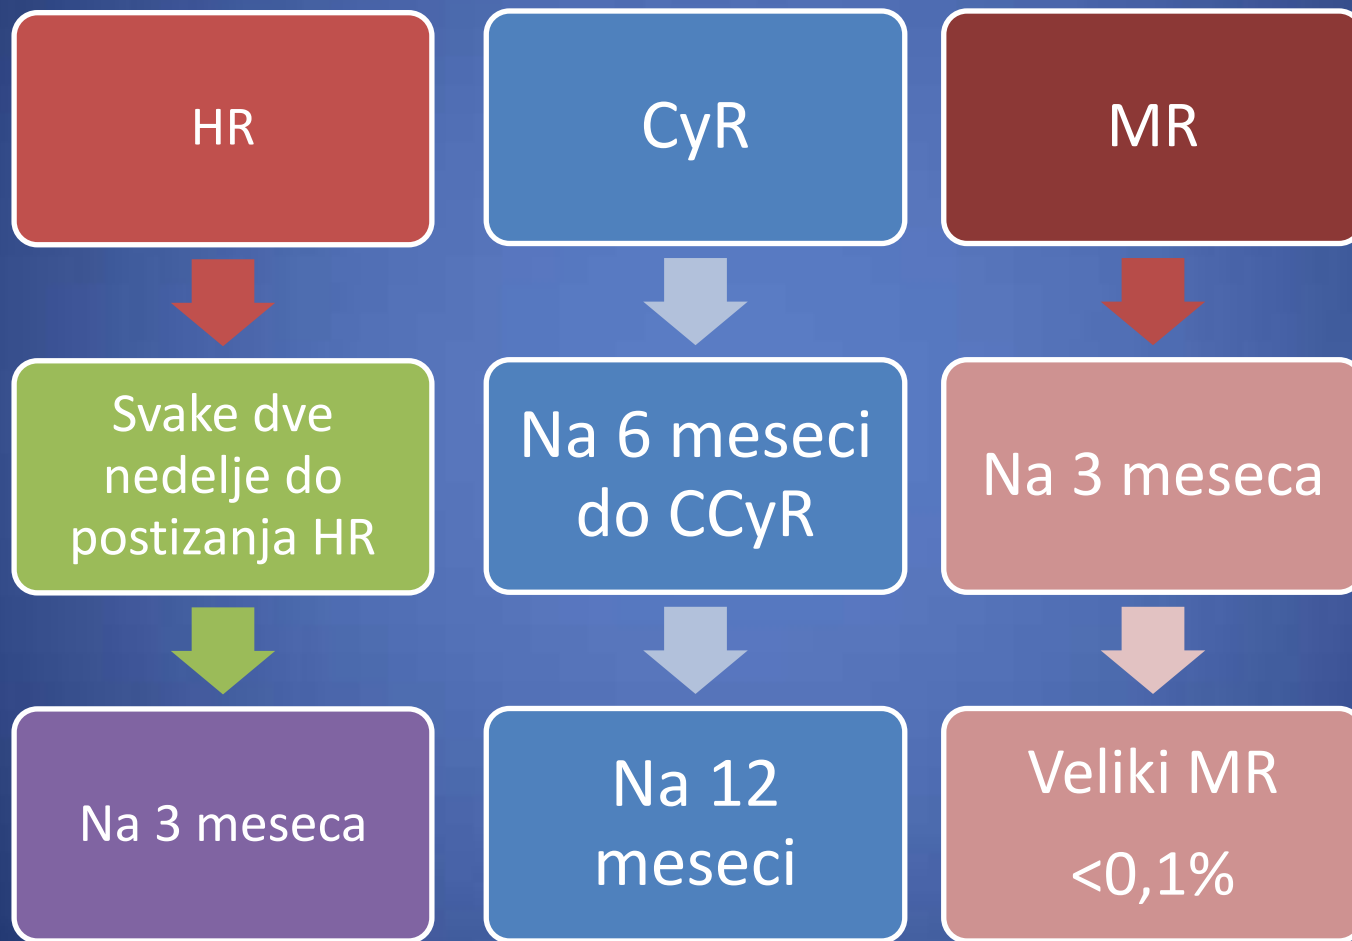 HR
Svake dve
nedelje do
postizanja HR
Na 3 meseca
CyR
Na 6 meseci
do CCyR
Na 12
meseci
MR
Na 3 meseca
Veliki MR
<0,1%